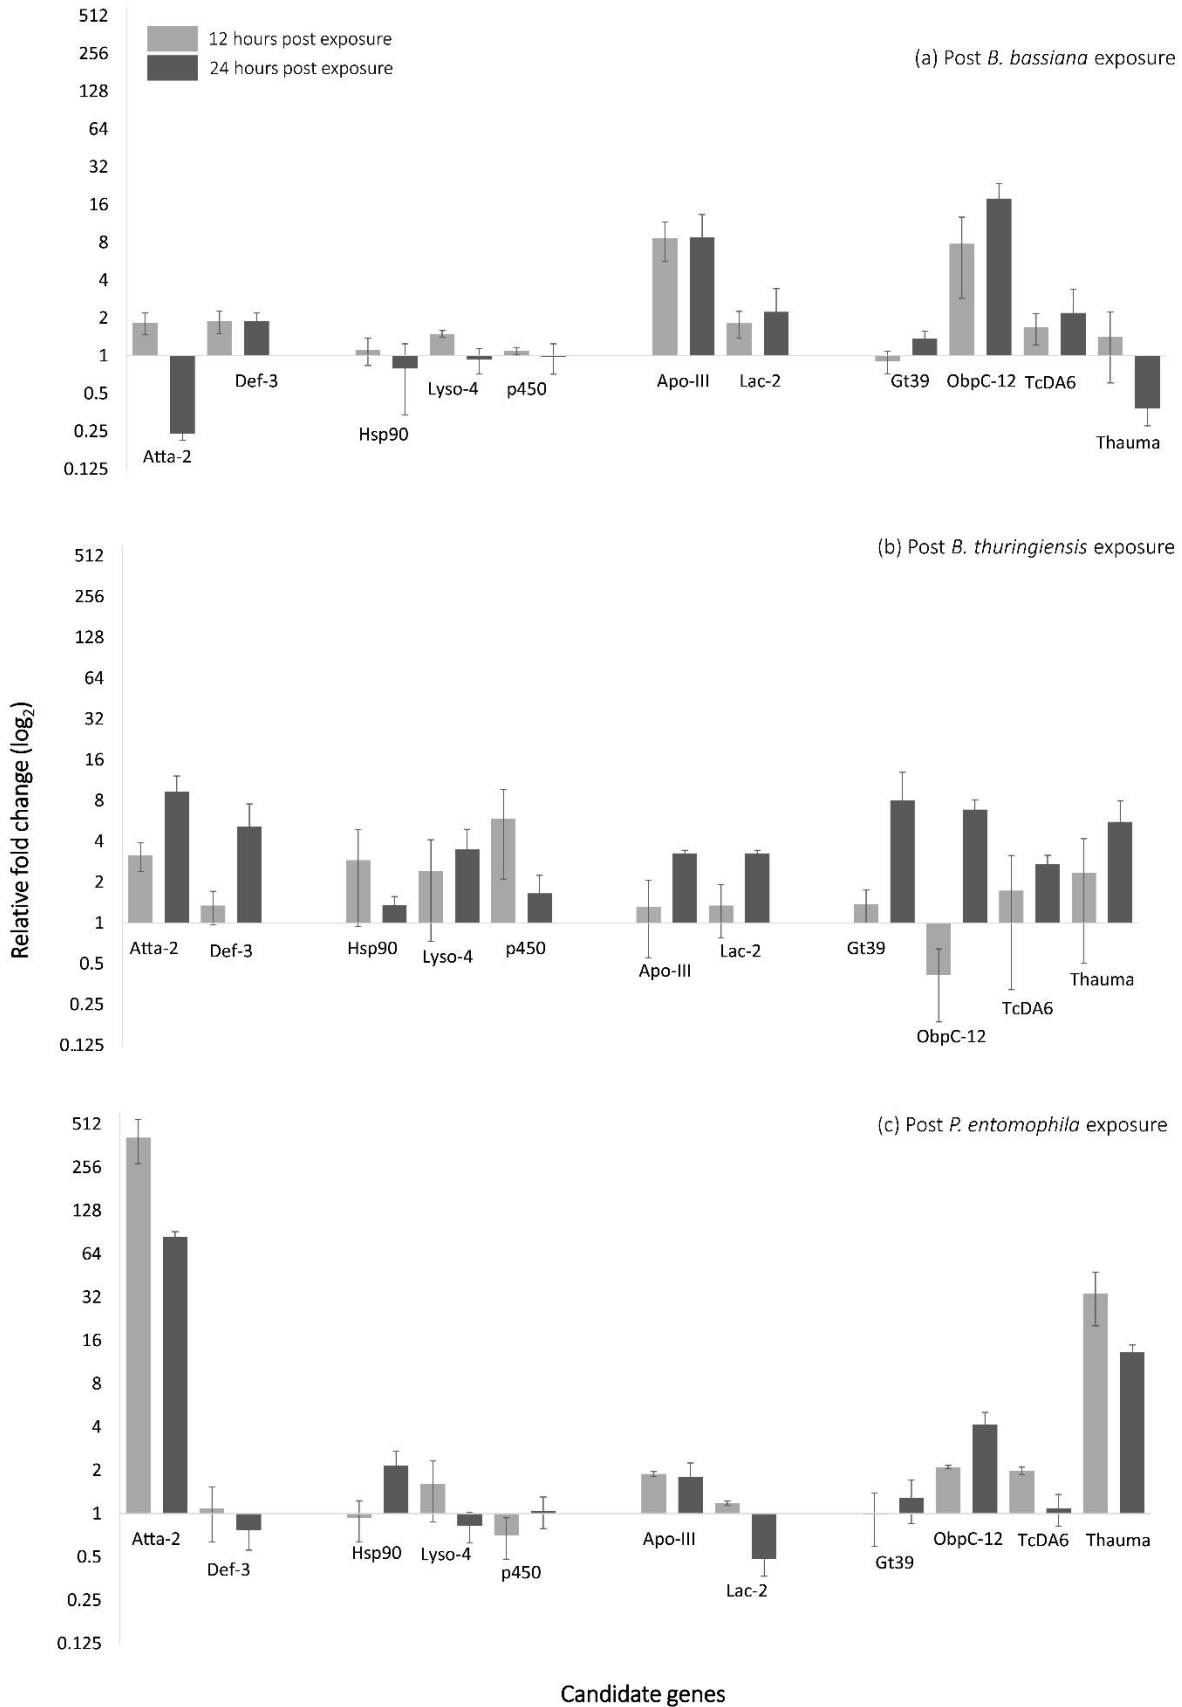 512
256
128
64
32
16
8
4
2
1
0.5
0.25
0.125
12 hours post exposure
24 hours post exposure
(a) Post B. bassiana exposure
Atta-2
Def-3
Hsp90
Lyso-4
p450
Apo-III
Lac-2
Gt39
ObpC-12
TcDA6
Thauma
Relative fold change (log2)
512
256
128
64
32
16
8
4
2
1
0.5
0.25
0.125
(b) Post B. thuringiensis exposure
Atta-2
Def-3
Hsp90
Lyso-4
p450
Apo-III
Lac-2
Gt39
ObpC-12
TcDA6
Thauma
512
256
128
64
32
16
8
4
2
1
0.5
0.25
0.125
(c) Post P. entomophila exposure
Atta-2
Def-3
Hsp90
Lyso-4
p450
Apo-III
Lac-2
Gt39
ObpC-12
TcDA6
Thauma
Candidate genes